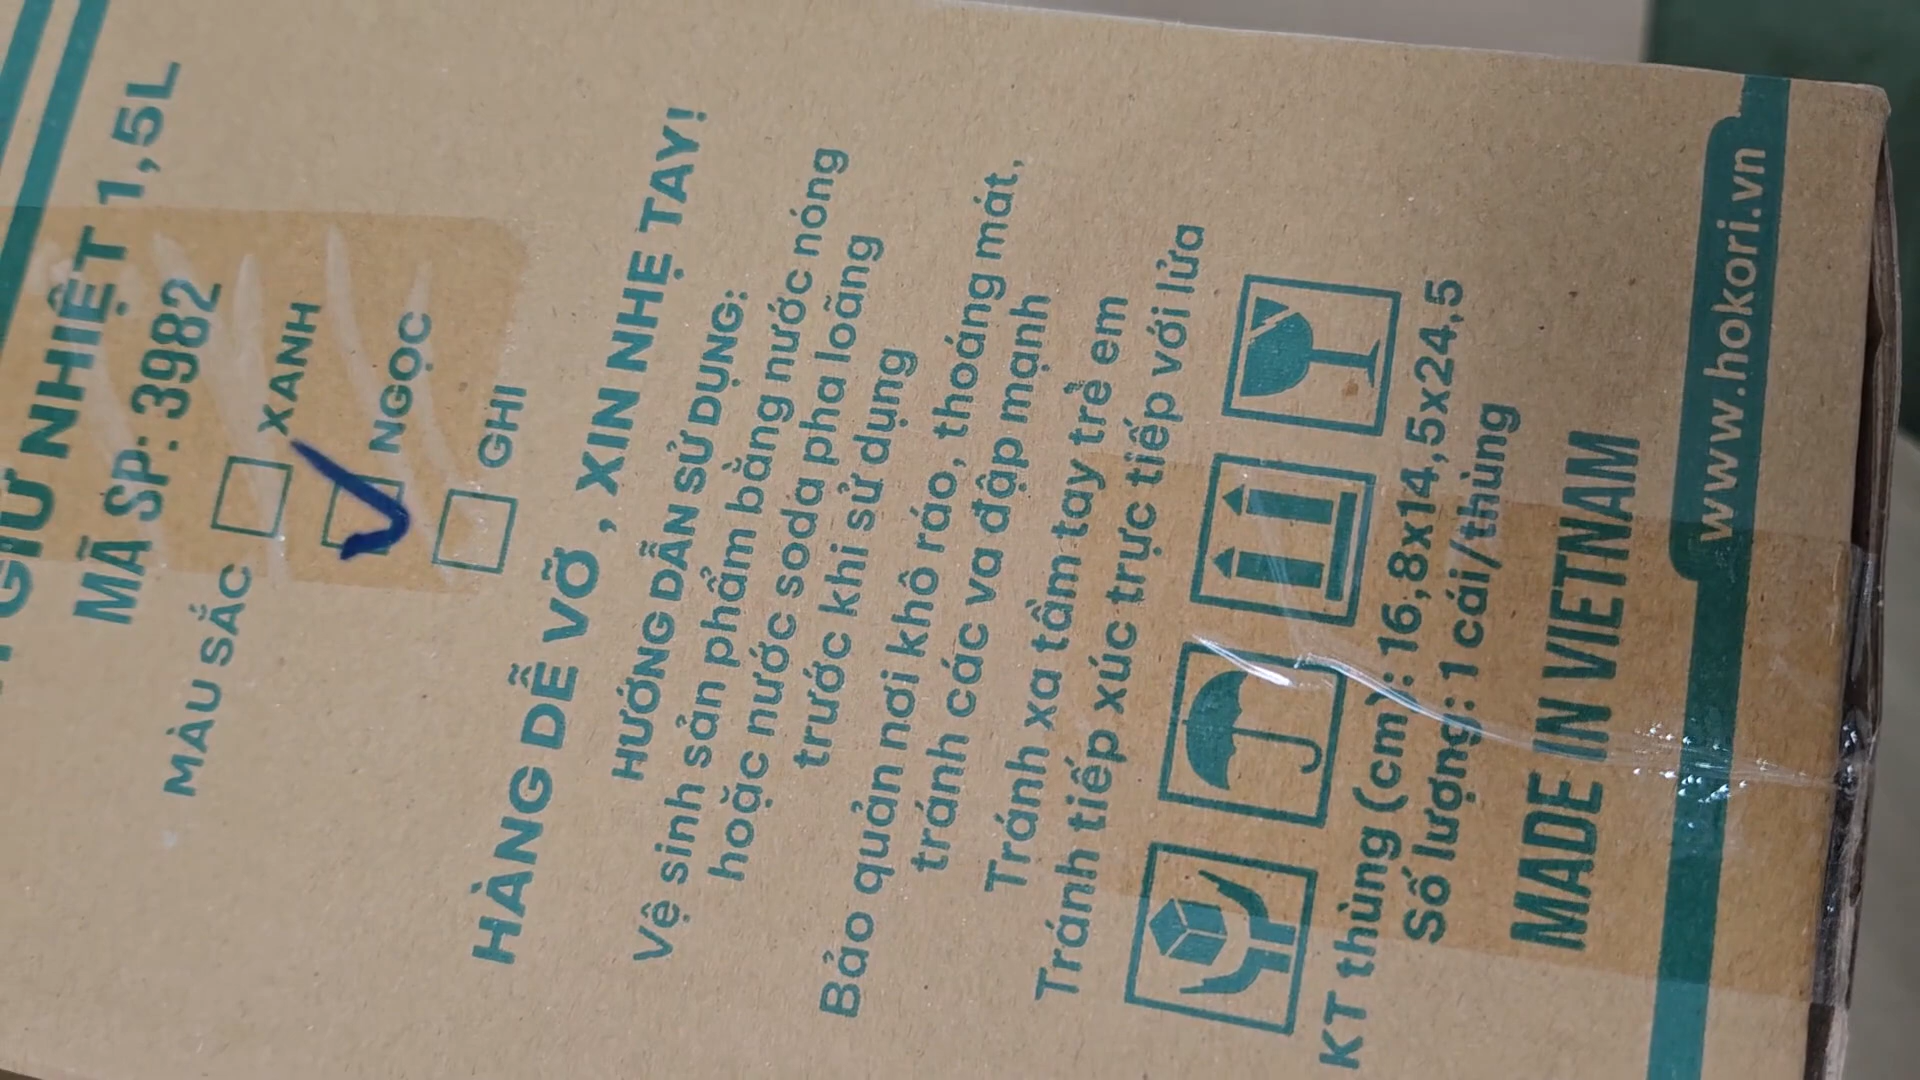 GIỮ NHIỆT 1,5L
MÃ SP: 3982
MÀU SẮC
XANH
NGỌC
GHI
HÀNG DỄ VỠ , XIN NHẸ TAY!
HƯỚNG DẪN SỬ DỤNG:
Vệ sinh sản phẩm bằng nước nóng
hoặc nước soda pha loãng
trước khi sử dụng
Bảo quản nơi khô ráo, thoáng mát,
tránh các va đập mạnh
Tránh xa tầm tay trẻ em
Tránh tiếp xúc trực tiếp với lửa
KT thùng (cm): 16,8x14,5x24,5
Số lượng: 1 cái/thùng
MADE IN VIETNAM
www.hokori.vn